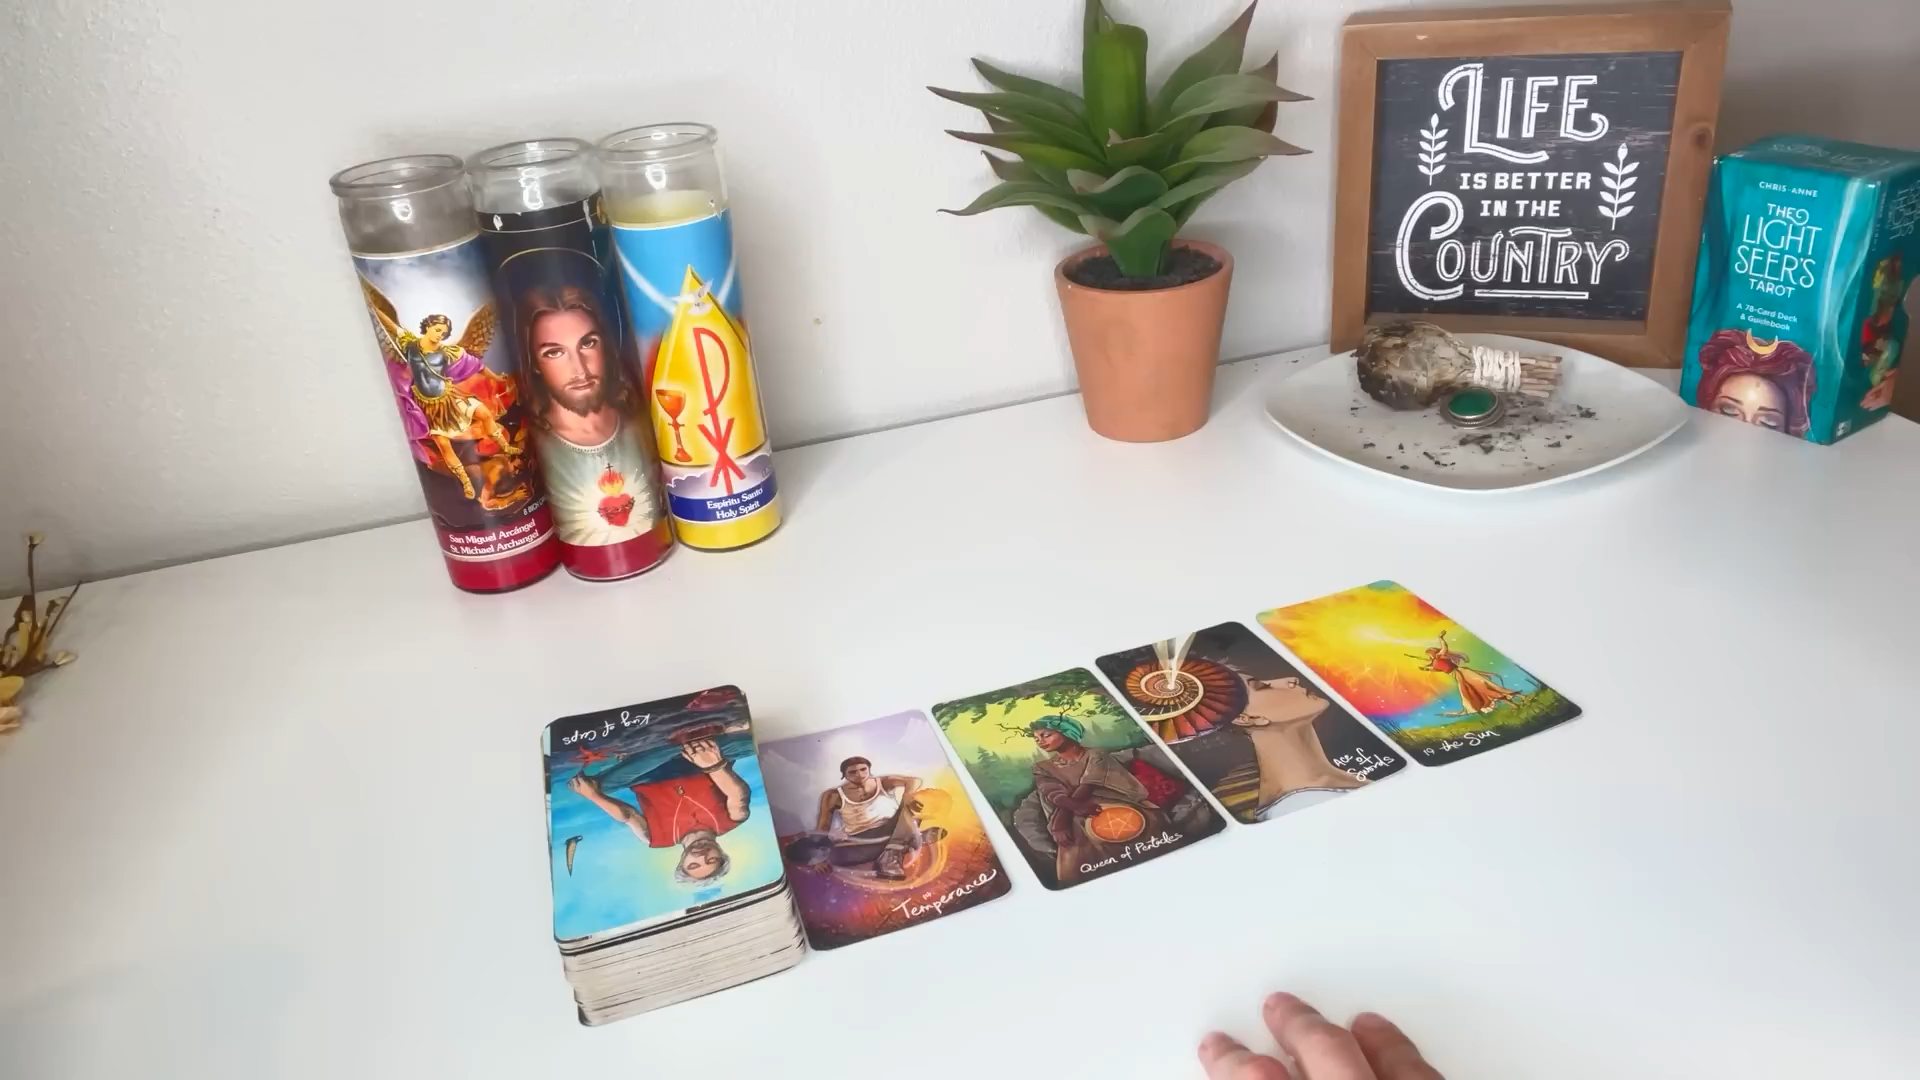 LIFE
IS BETTER
IN THE
COUNTRY
CHRIS-ANNE
THE
LIGHT
SEER'S
TAROT
A 78-Card Deck
& Guidebook
San Miguel Arcángel
St. Michael Archangel
Espíritu Santo
Holy Spirit
King of Cups
Temperance
Queen of Pentacles
Ace of
Swords
19 the Sun